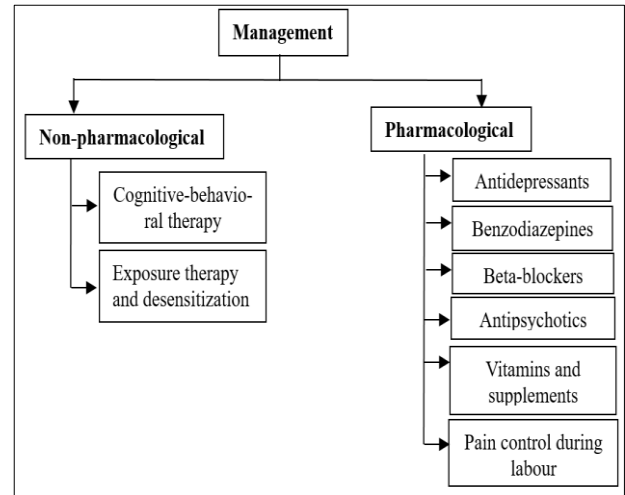 Management
Non-pharmacological
Cognitive-behavio-
ral therapy
Exposure therapy
and desensitization
Pharmacological
Antidepressants
Benzodiazepines
Beta-blockers
Antipsychotics
Vitamins and
supplements
Pain control during
labour